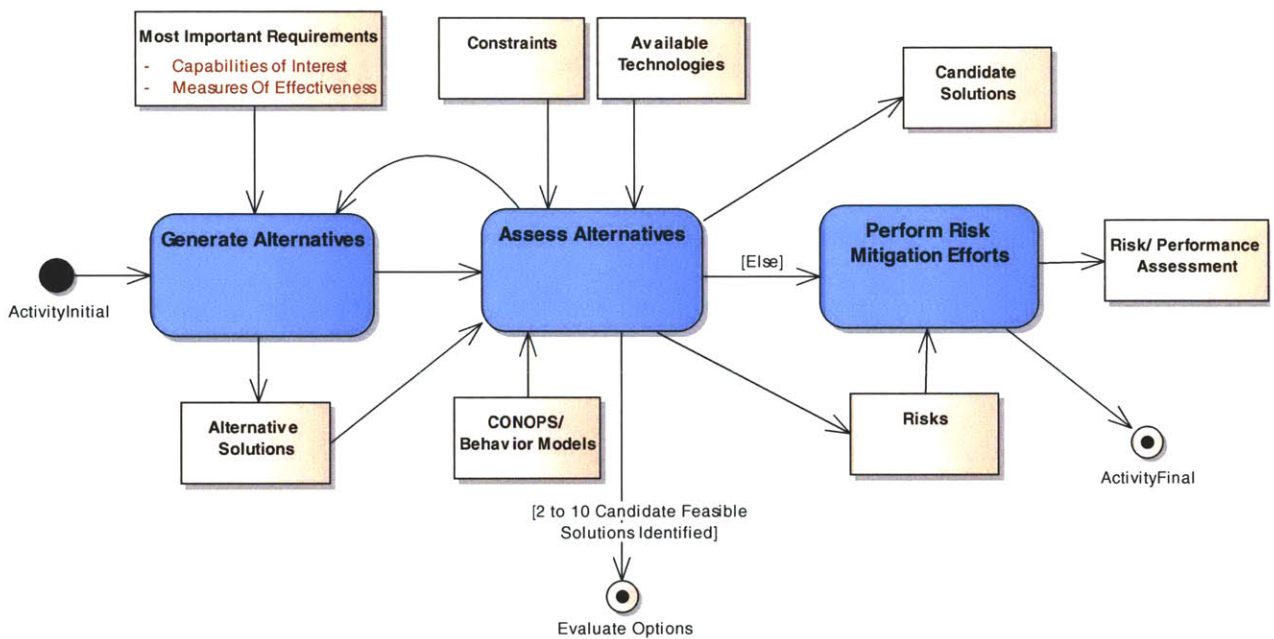 Most Important Requirements
- Capabilities of Interest
- Measures Of Effectiveness
Constraints
Available
Technologies
Candidate
Solutions
Generate Alternatives
Assess Alternatives
Perform Risk
Mitigation Efforts
Risk/ Performance
Assessment
[Else]
ActivityInitial
Alternative
Solutions
CONOPS/
Behavior Models
Risks
ActivityFinal
[2 to 10 Candidate Feasible
Solutions Identified]
Evaluate Options